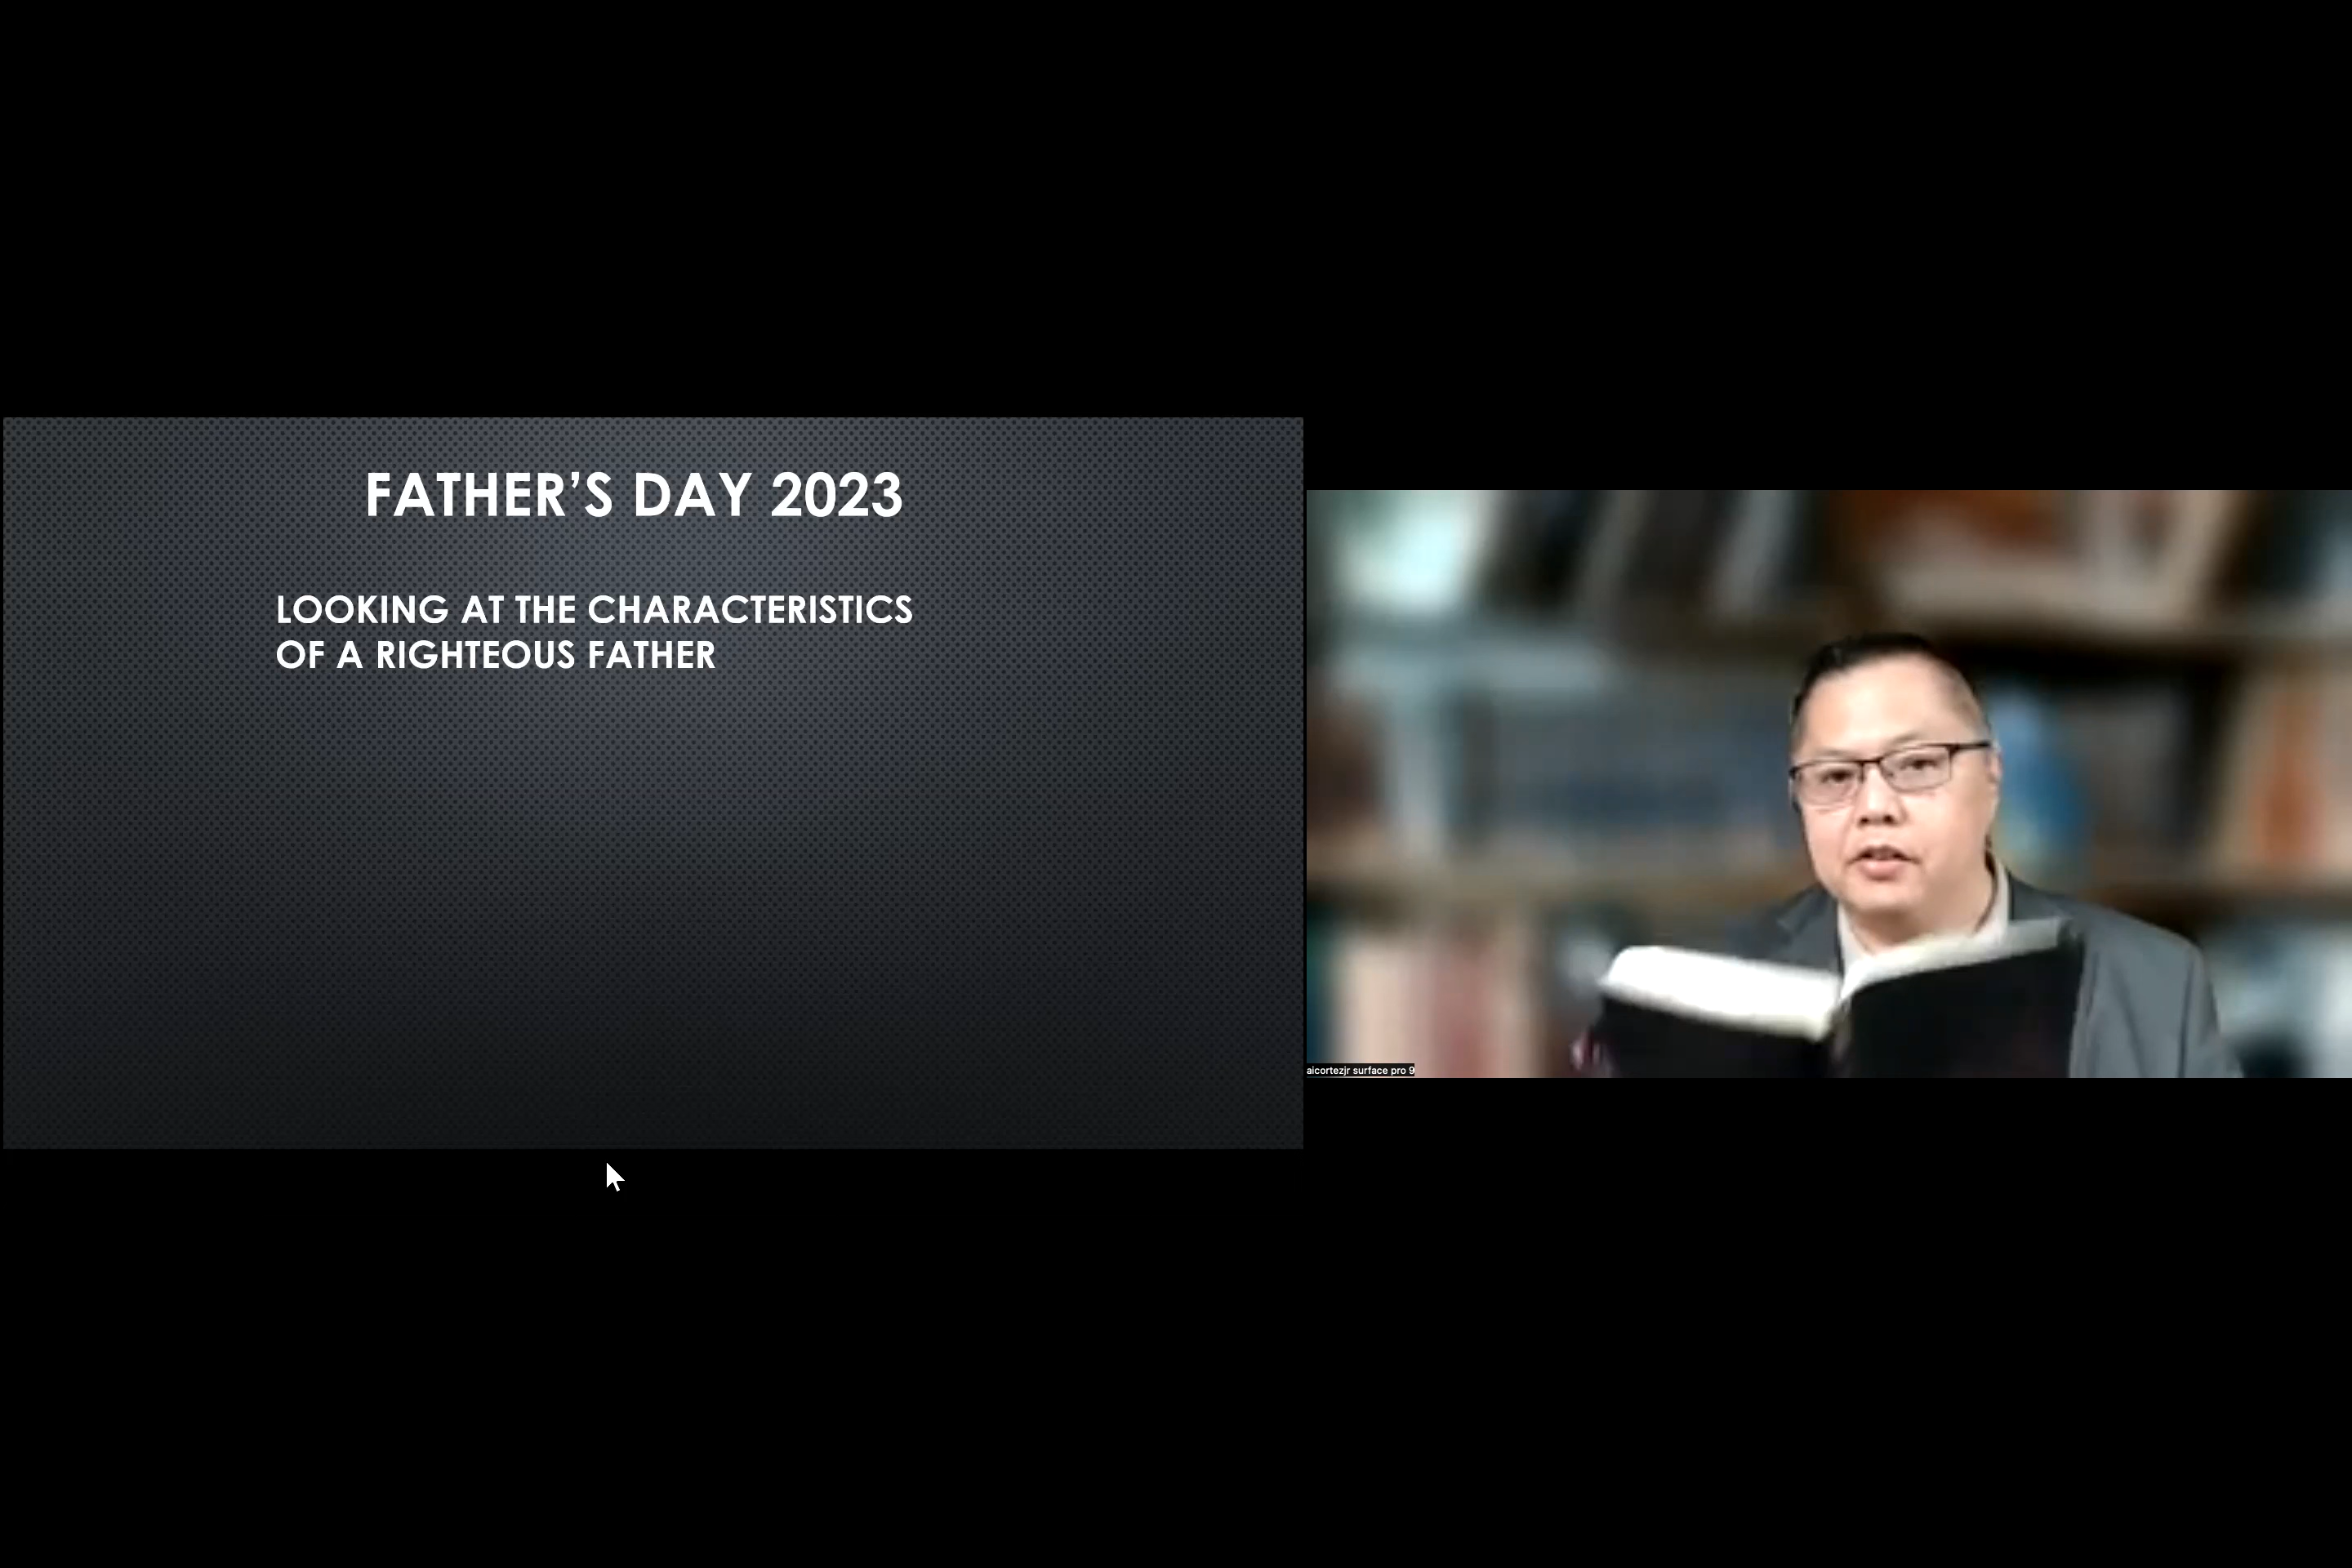 FATHER’S DAY 2023
LOOKING AT THE CHARACTERISTICS
OF A RIGHTEOUS FATHER
aicortezjr surface pro 9